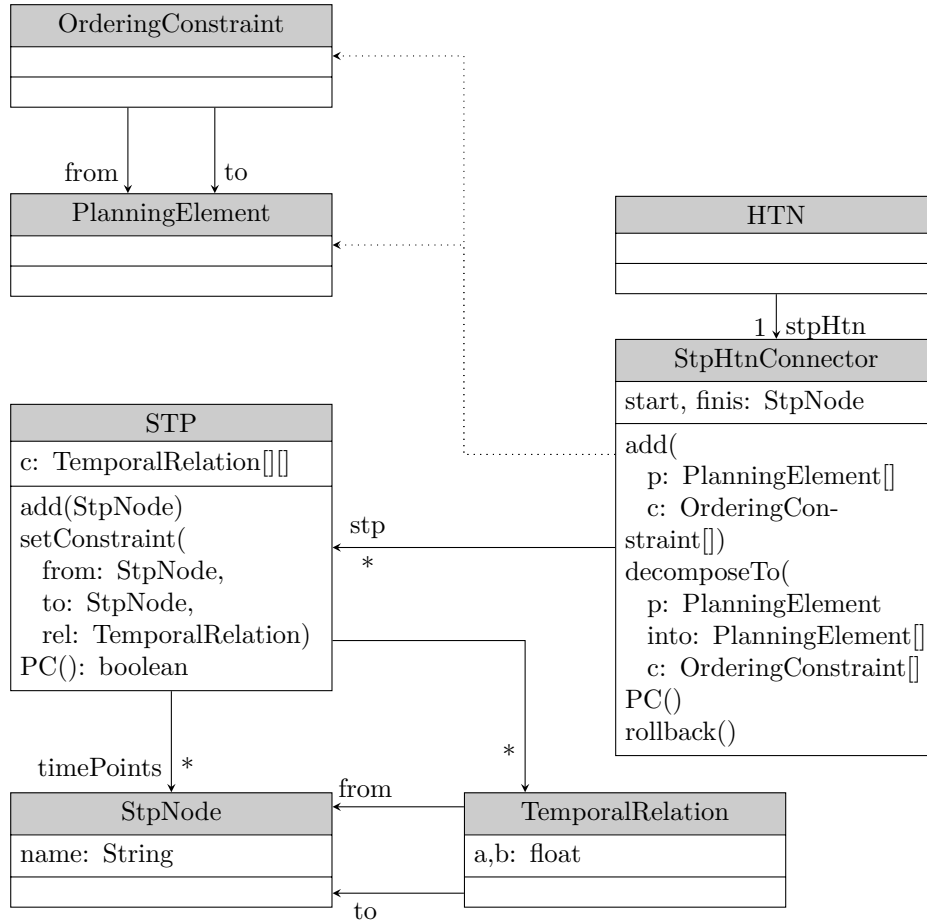 OrderingConstraint
from
to
PlanningElement
HTN
1
stpHtn
StpHtnConnector
start, finis: StpNode
add(
p: PlanningElement[]
c: OrderingCon-
straint[])
decomposeTo(
p: PlanningElement
into: PlanningElement[]
c: OrderingConstraint[]
PC()
rollback()
STP
c: TemporalRelation[][]
add(StpNode)
setConstraint(
from: StpNode,
to: StpNode,
rel: TemporalRelation)
PC(): boolean
stp
*
timePoints
*
*
StpNode
name: String
from
to
TemporalRelation
a,b: float